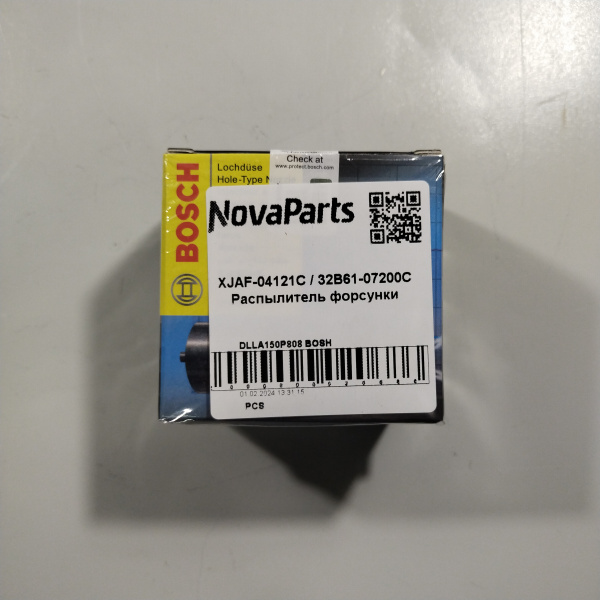 Check at
www.protect.bosch.com
BOSCH
Lochdüse
Hole-Type
NovaParts
XJAF-04121C / 32B61-07200C
Распылитель форсунки
DLLA150P808 BOSH
01.02.2024 13:31:15
PCS